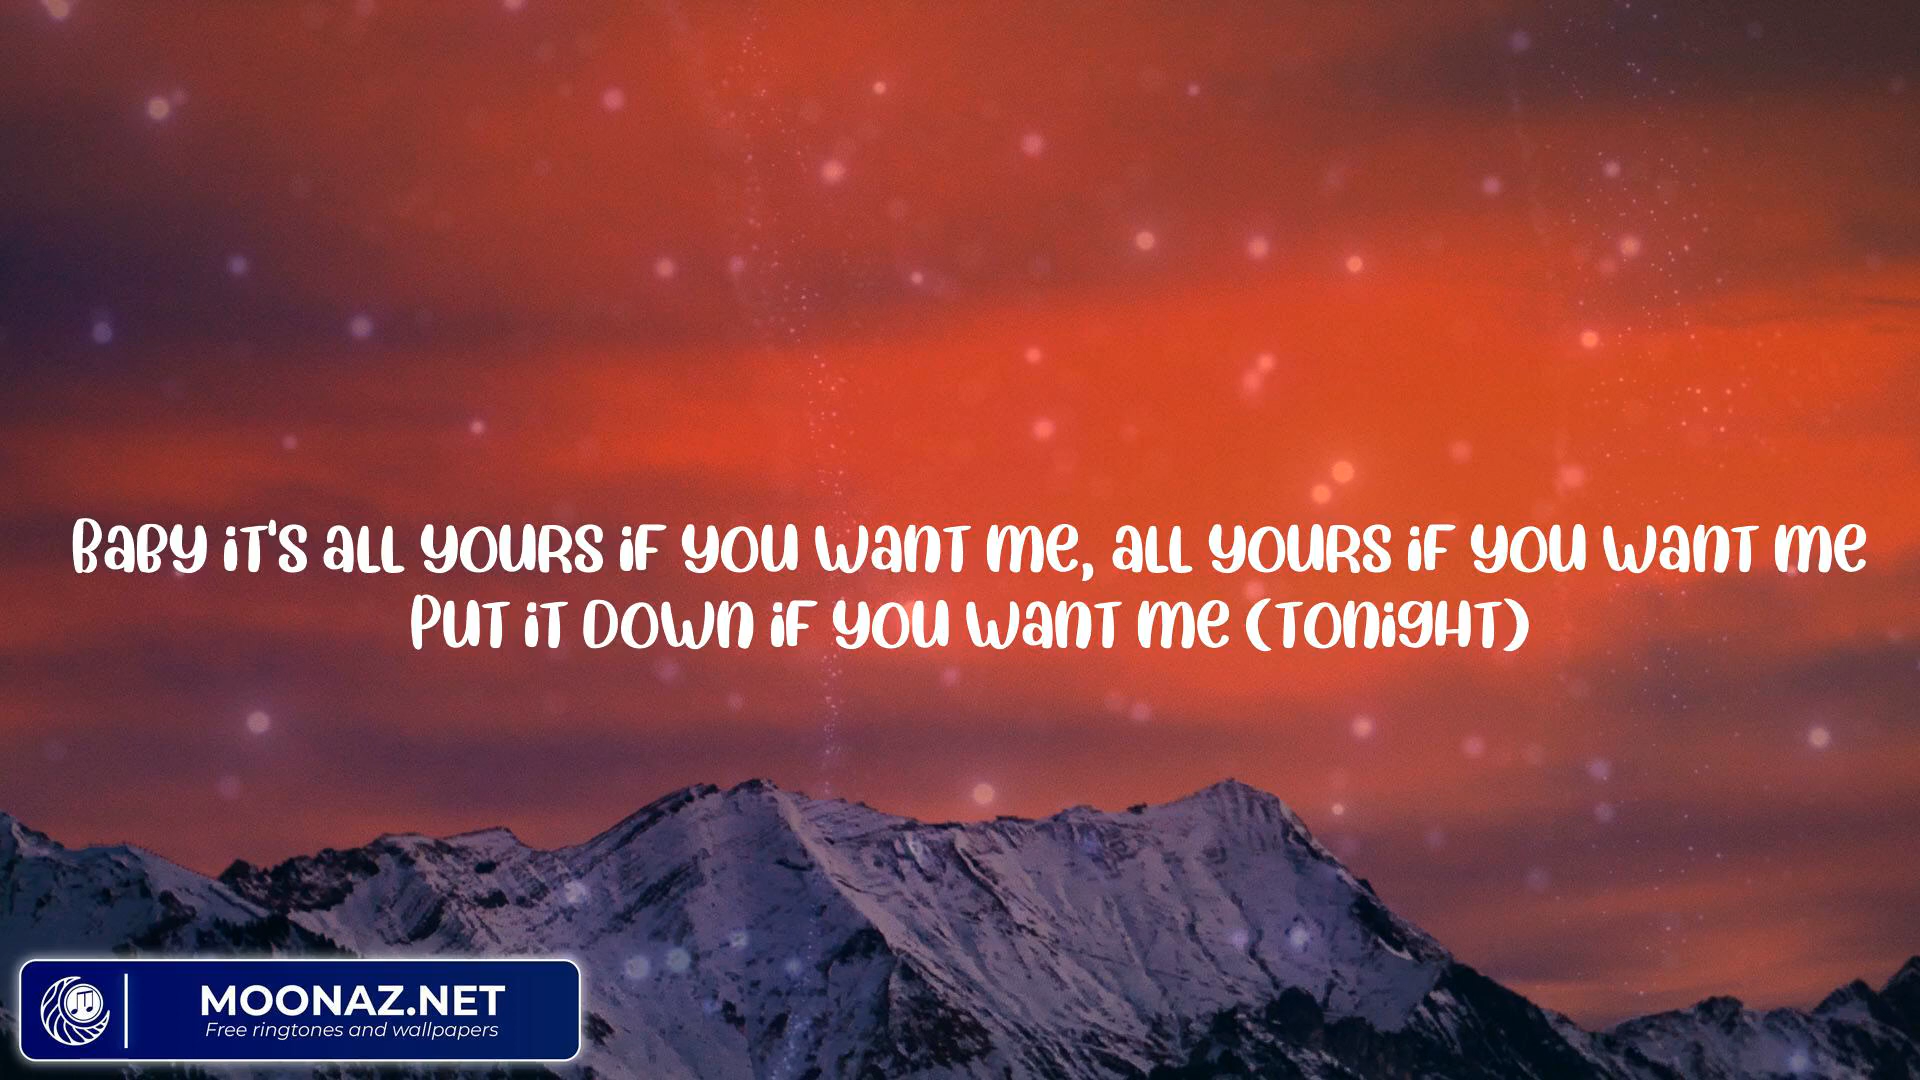 Baby it's all yours if you want me, all yours if you want me
Put it down if you want me (tonight)
MOONAZ.NET
Free ringtones and wallpapers